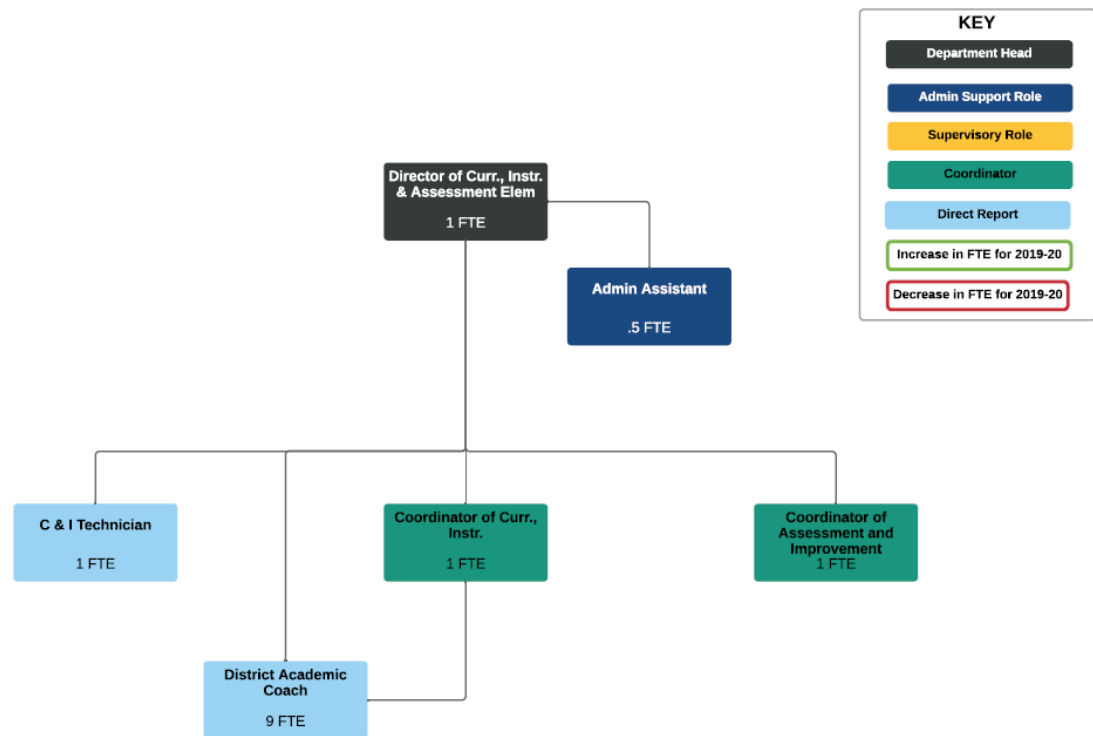 KEY
Department Head
Admin Support Role
Supervisory Role
Coordinator
Direct Report
Increase in FTE for 2019-20
Decrease in FTE for 2019-20
Director of Curr., Instr.
& Assessment Elem
1 FTE
Admin Assistant
.5 FTE
C & I Technician
1 FTE
Coordinator of Curr.,
Instr.
1 FTE
Coordinator of
Assessment and
Improvement
1 FTE
District Academic
Coach
9 FTE